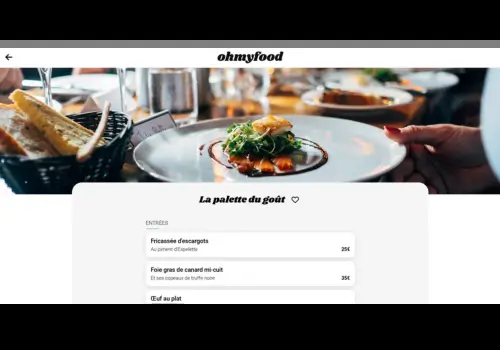 ohmyfood
La palette du goût
ENTRÉES
Fricassée d'escargots
Au piment d'Espelette
25€
Foie gras de canard mi-cuit
Et ses copeaux de truffe noire
35€
Œuf au plat